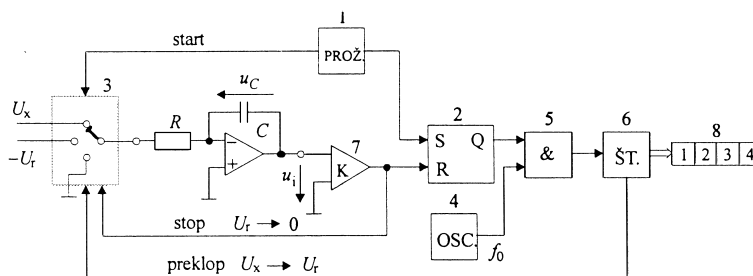 1
start
PROŽ.
3
u_C
U_x
R
C
7
2
5
6
8
−U_r
S Q
R
&
ŠT.
1 2 3 4
K
u_i
4
OSC.
f_0
stop U_r → 0
preklop U_x → U_r